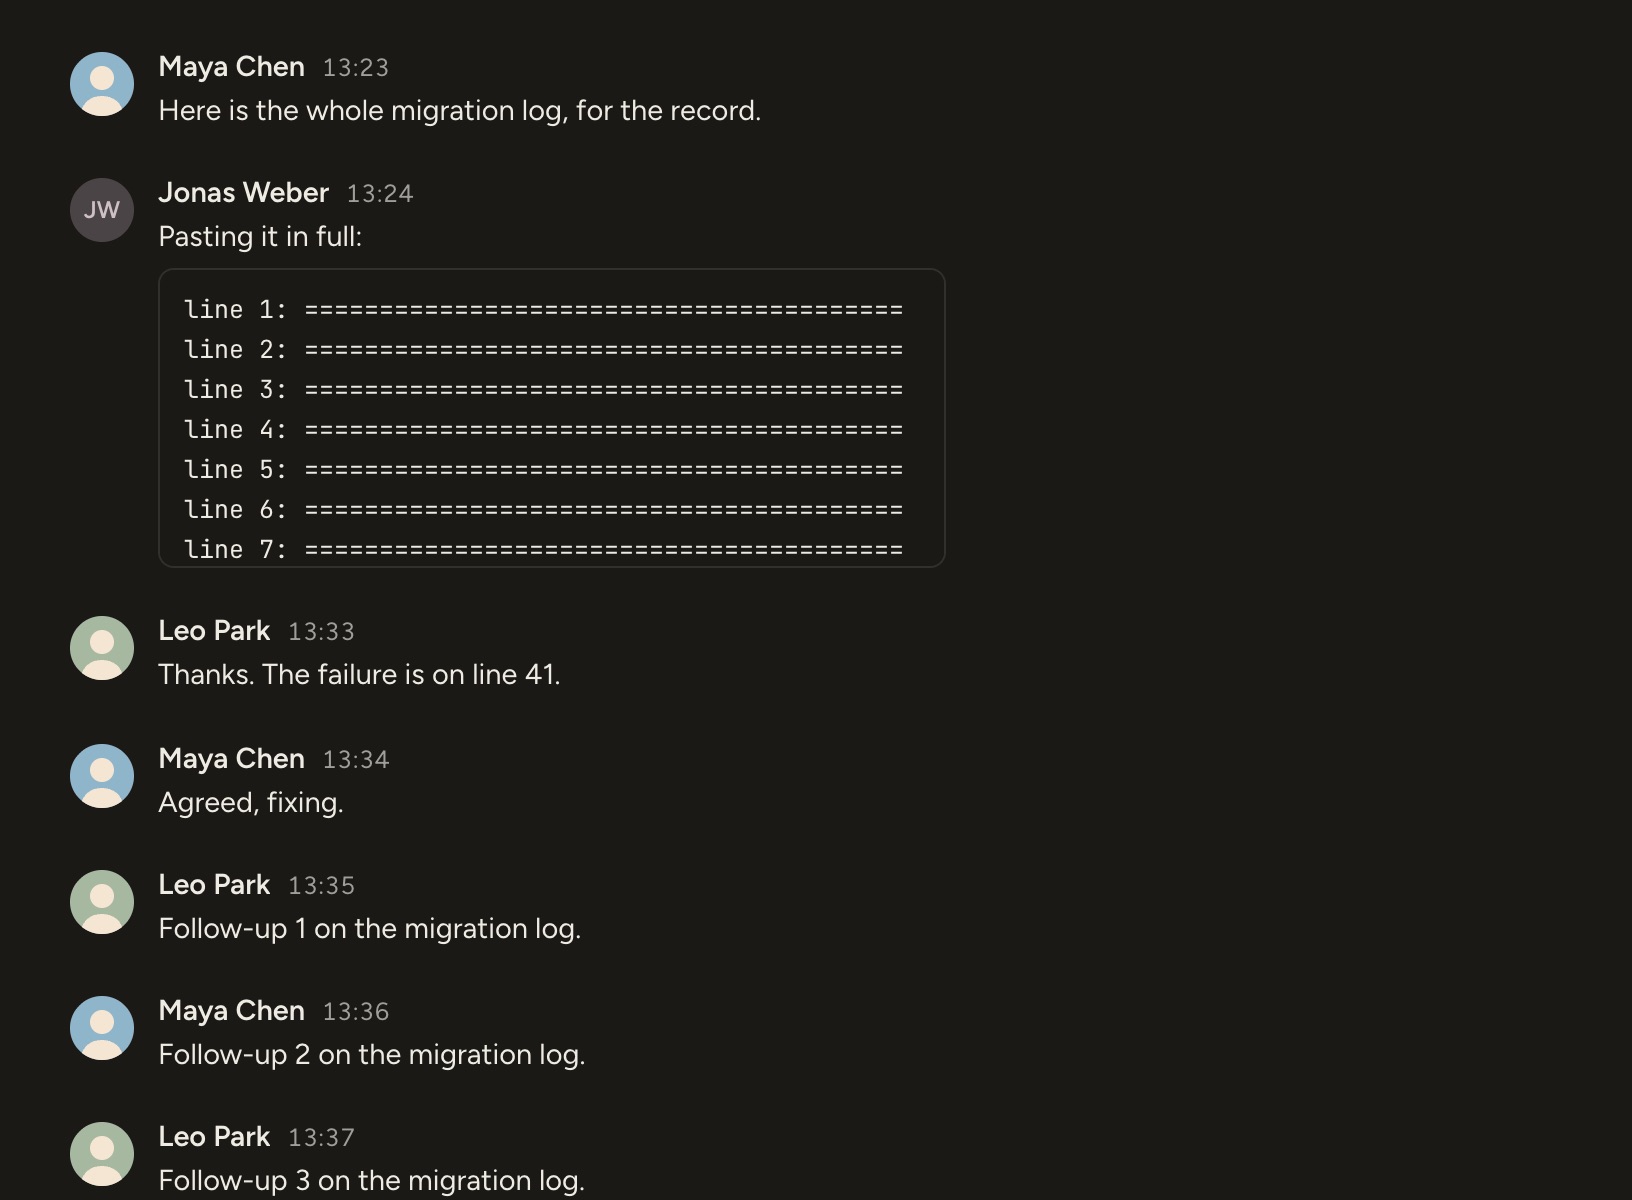 Maya Chen 13:23
Here is the whole migration log, for the record.
JW
Jonas Weber 13:24
Pasting it in full:
line 1: ========================================
line 2: ========================================
line 3: ========================================
line 4: ========================================
line 5: ========================================
line 6: ========================================
line 7: ========================================
Leo Park 13:33
Thanks. The failure is on line 41.
Maya Chen 13:34
Agreed, fixing.
Leo Park 13:35
Follow-up 1 on the migration log.
Maya Chen 13:36
Follow-up 2 on the migration log.
Leo Park 13:37
Follow-up 3 on the migration log.